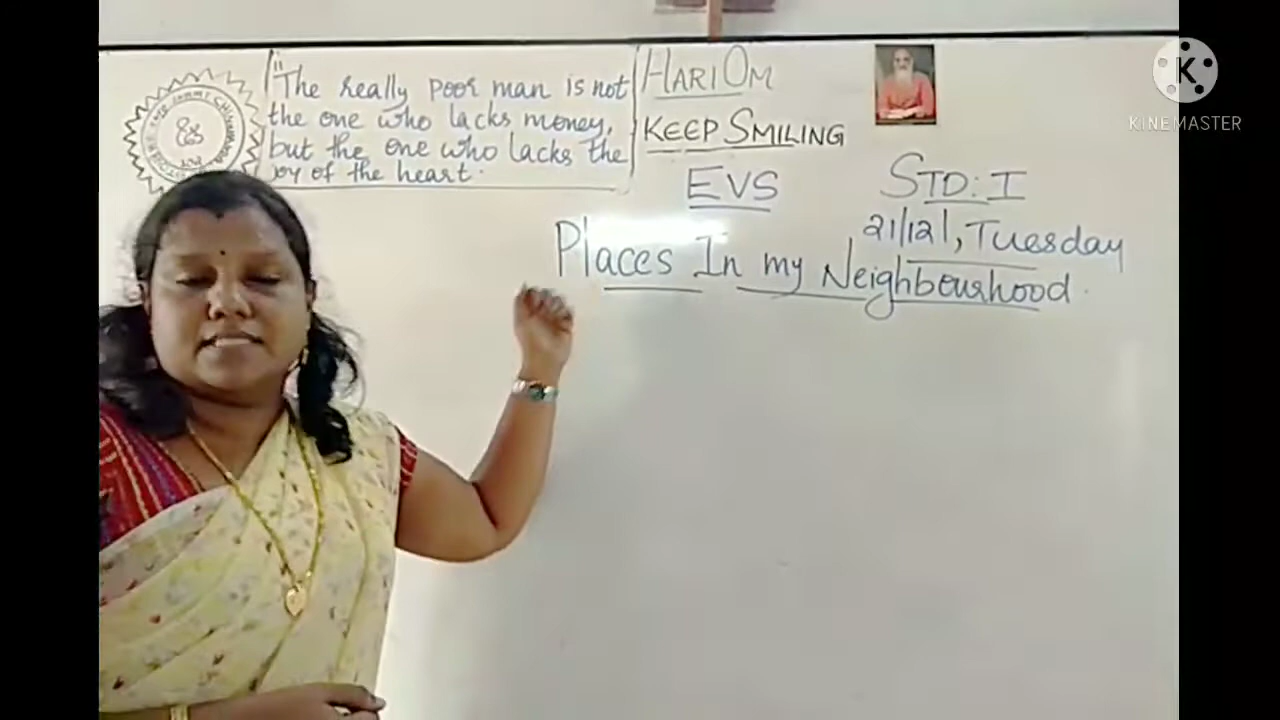 "The really poor man is not
the one who lacks money,
but the one who lacks the
joy of the heart.
HARI OM
KEEP SMILING
EVS
STD: I
21/12/, Tuesday
Places In my Neighbourhood.
KINEMASTER